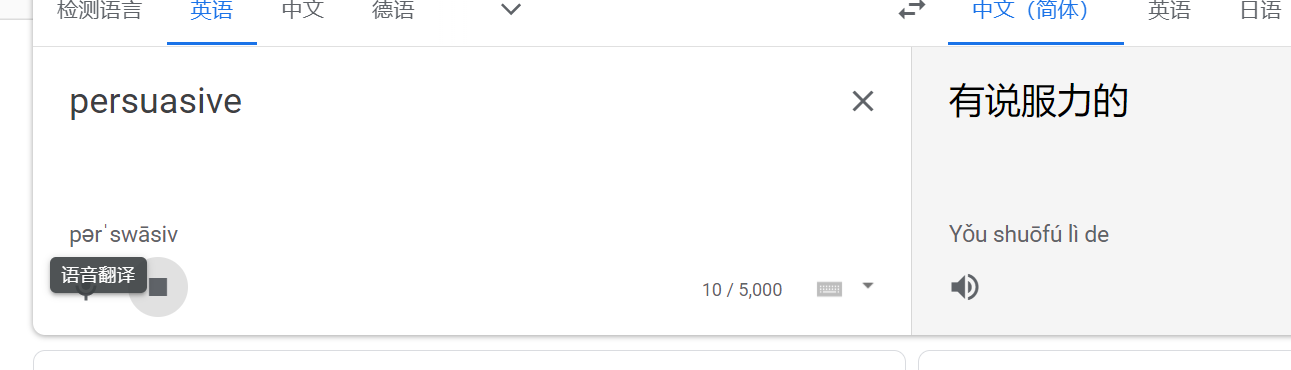 检测语言 英语 中文 德语 中文（简体） 英语 日语
persuasive
有说服力的
pərˈswāsiv
Yǒu shuōfú lì de
语音翻译
10 / 5,000